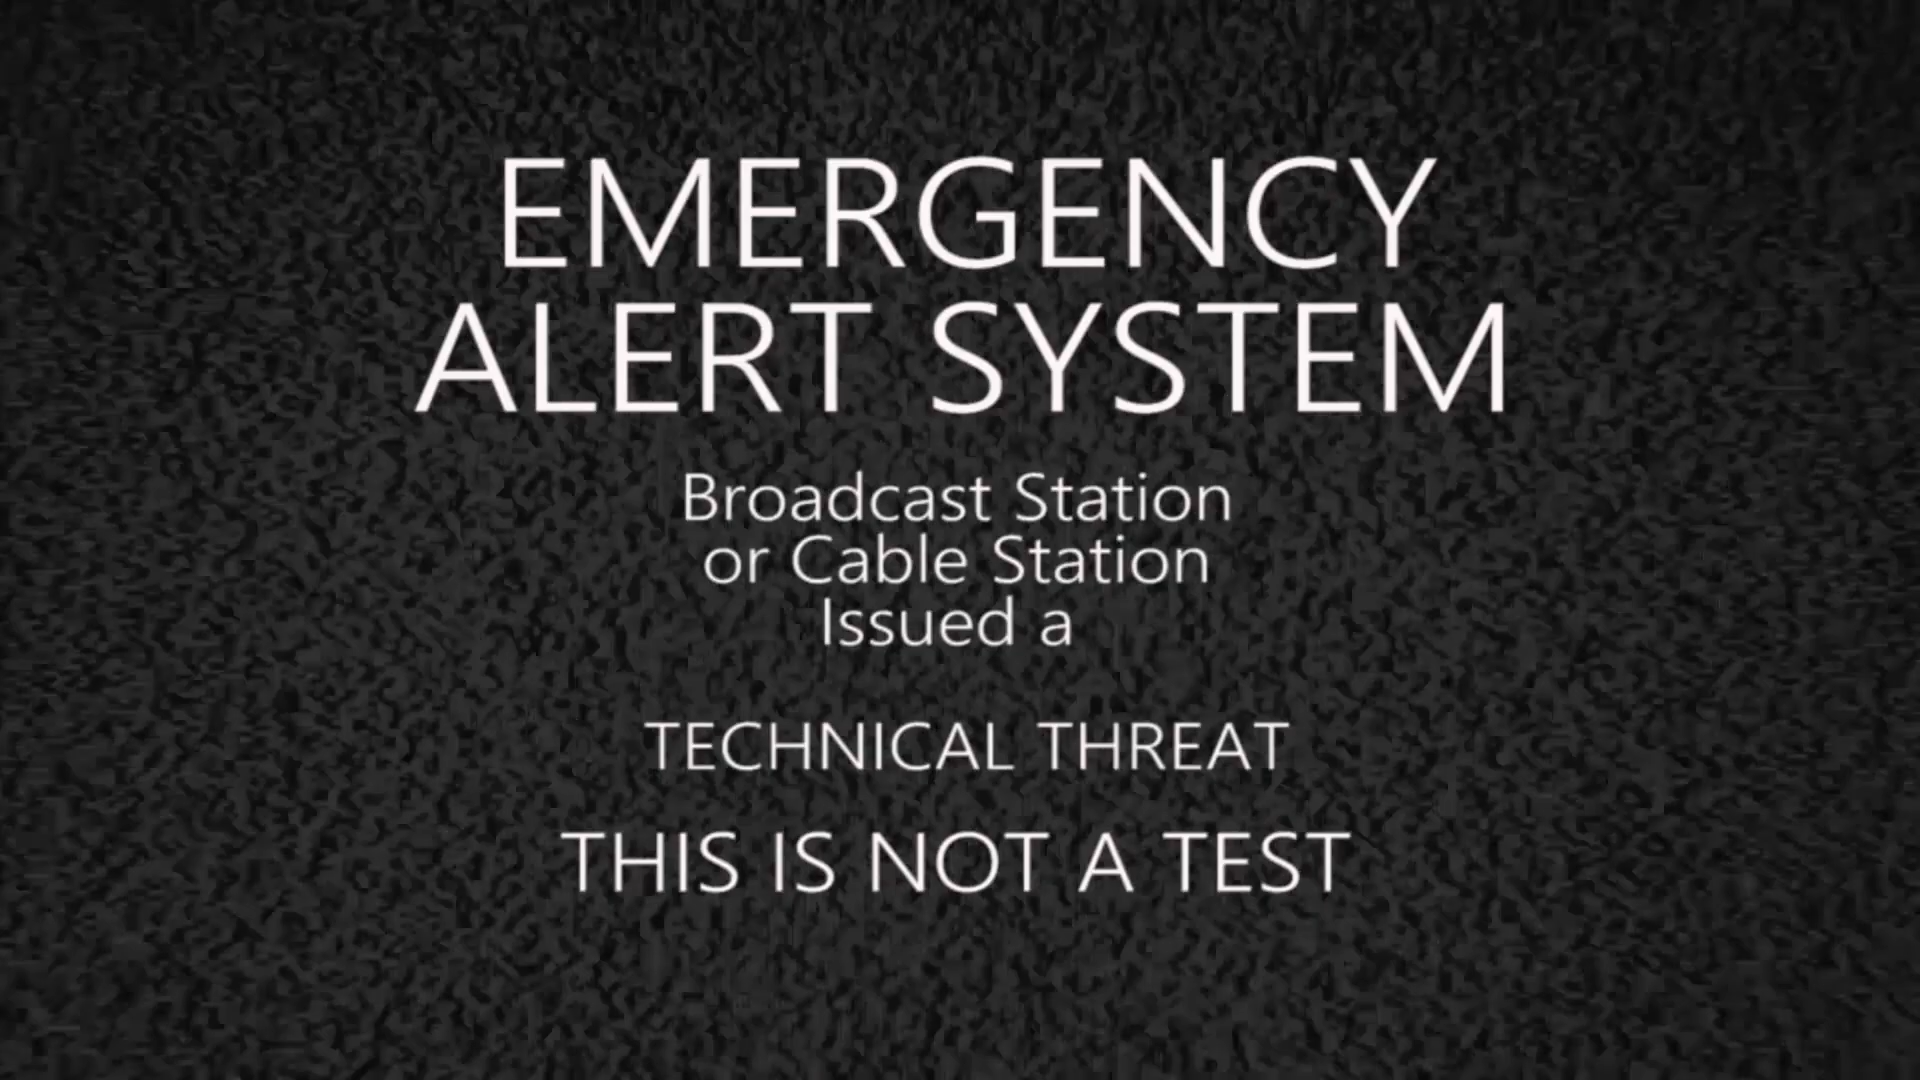 EMERGENCY
ALERT SYSTEM
Broadcast Station
or Cable Station
Issued a
TECHNICAL THREAT
THIS IS NOT A TEST